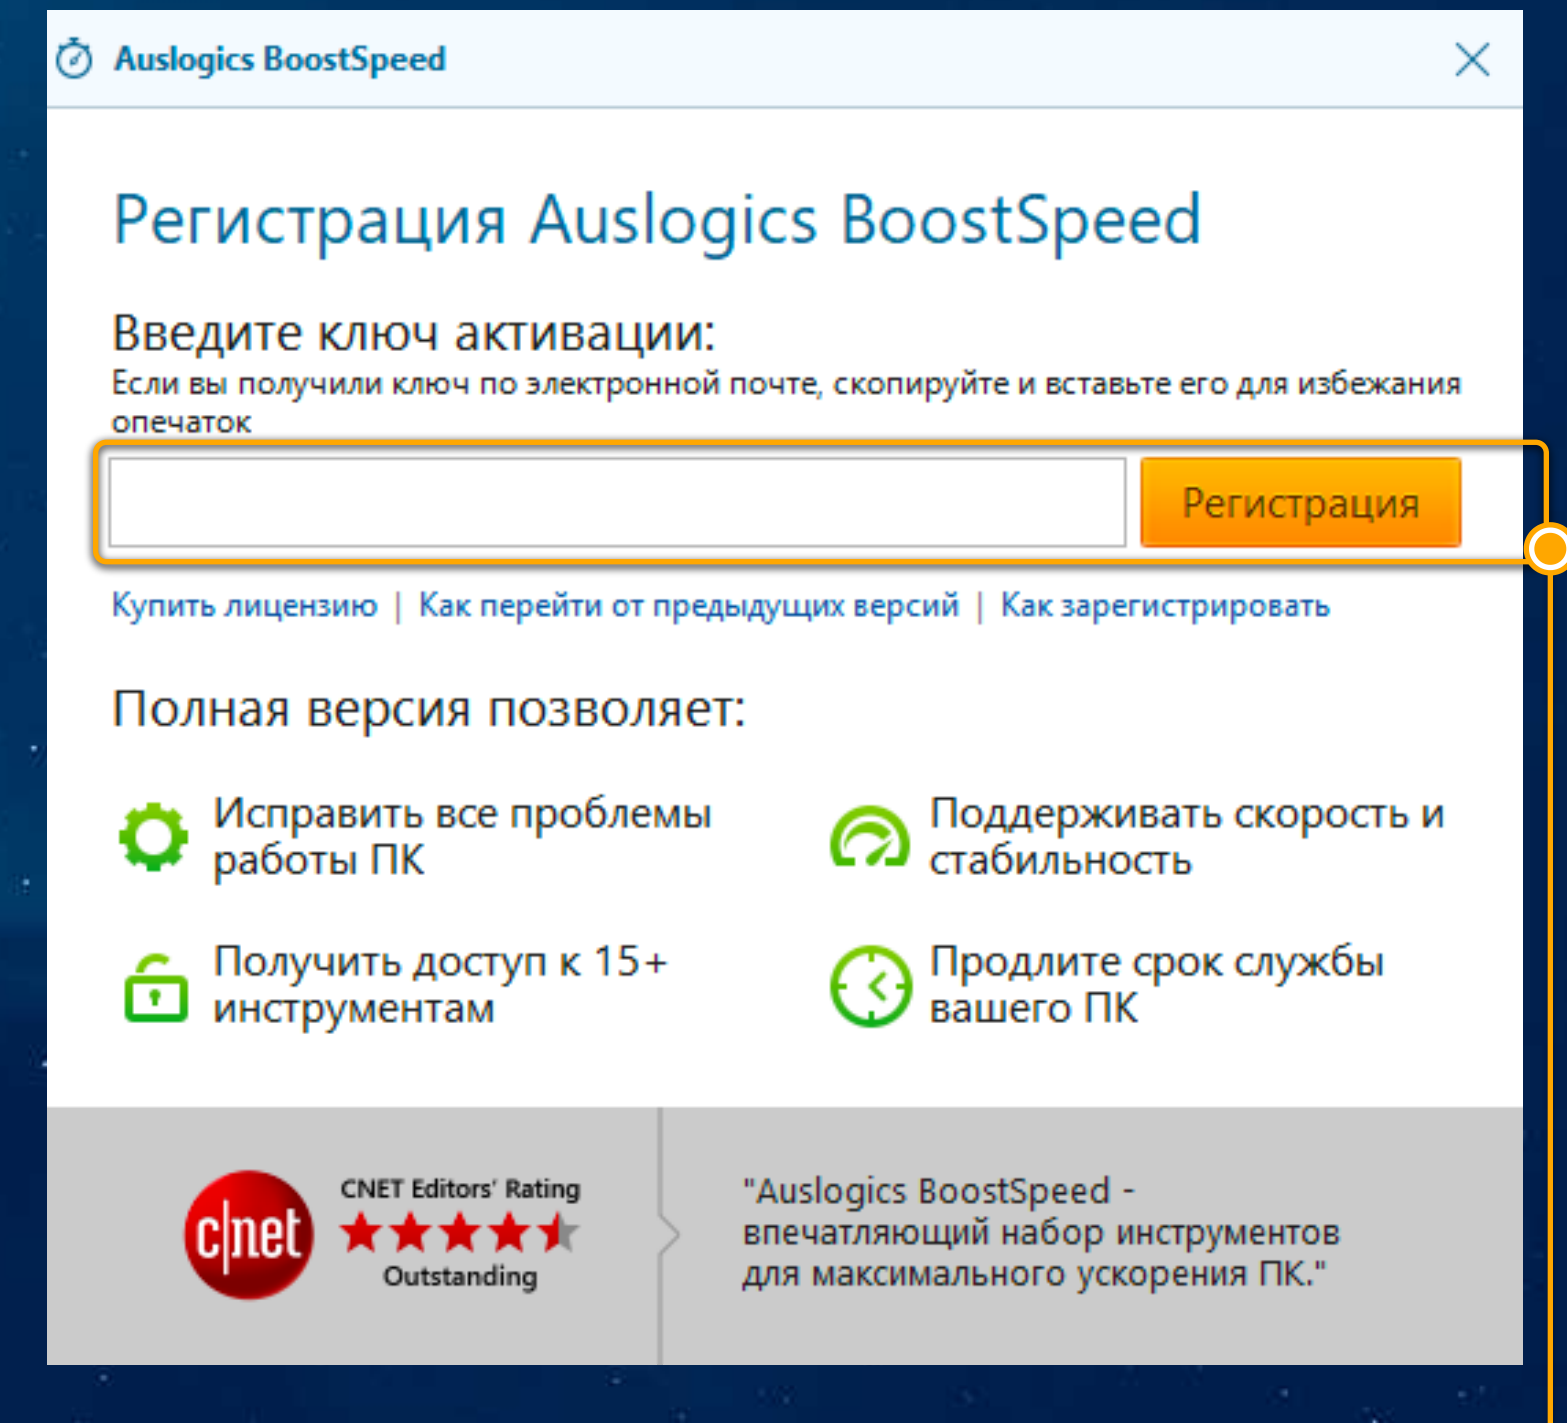 Auslogics BoostSpeed
Регистрация Auslogics BoostSpeed
Введите ключ активации:
Если вы получили ключ по электронной почте, скопируйте и вставьте его для избежания
опечаток
Регистрация
Купить лицензию | Как перейти от предыдущих версий | Как зарегистрировать
Полная версия позволяет:
Исправить все проблемы
работы ПК
Поддерживать скорость и
стабильность
Получить доступ к 15+
инструментам
Продлите срок службы
вашего ПК
c|net
CNET Editors' Rating
Outstanding
"Auslogics BoostSpeed -
впечатляющий набор инструментов
для максимального ускорения ПК."